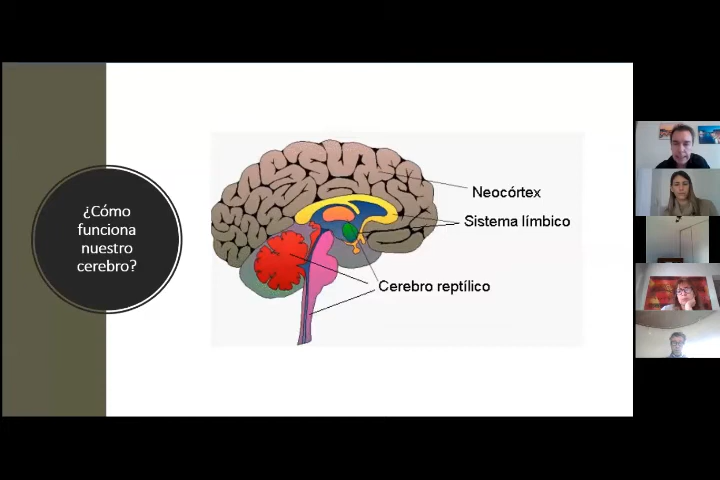 ¿Cómo
funciona
nuestro
cerebro?
Neocórtex
Sistema límbico
Cerebro reptílico